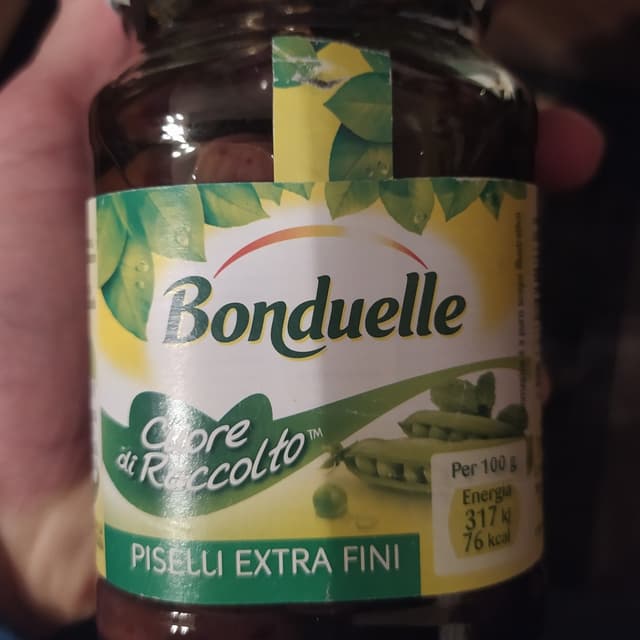 Bonduelle
Cuore
di Raccolto™
PISELLI EXTRA FINI
Per 100 g
Energia
317 kJ
76 kcal